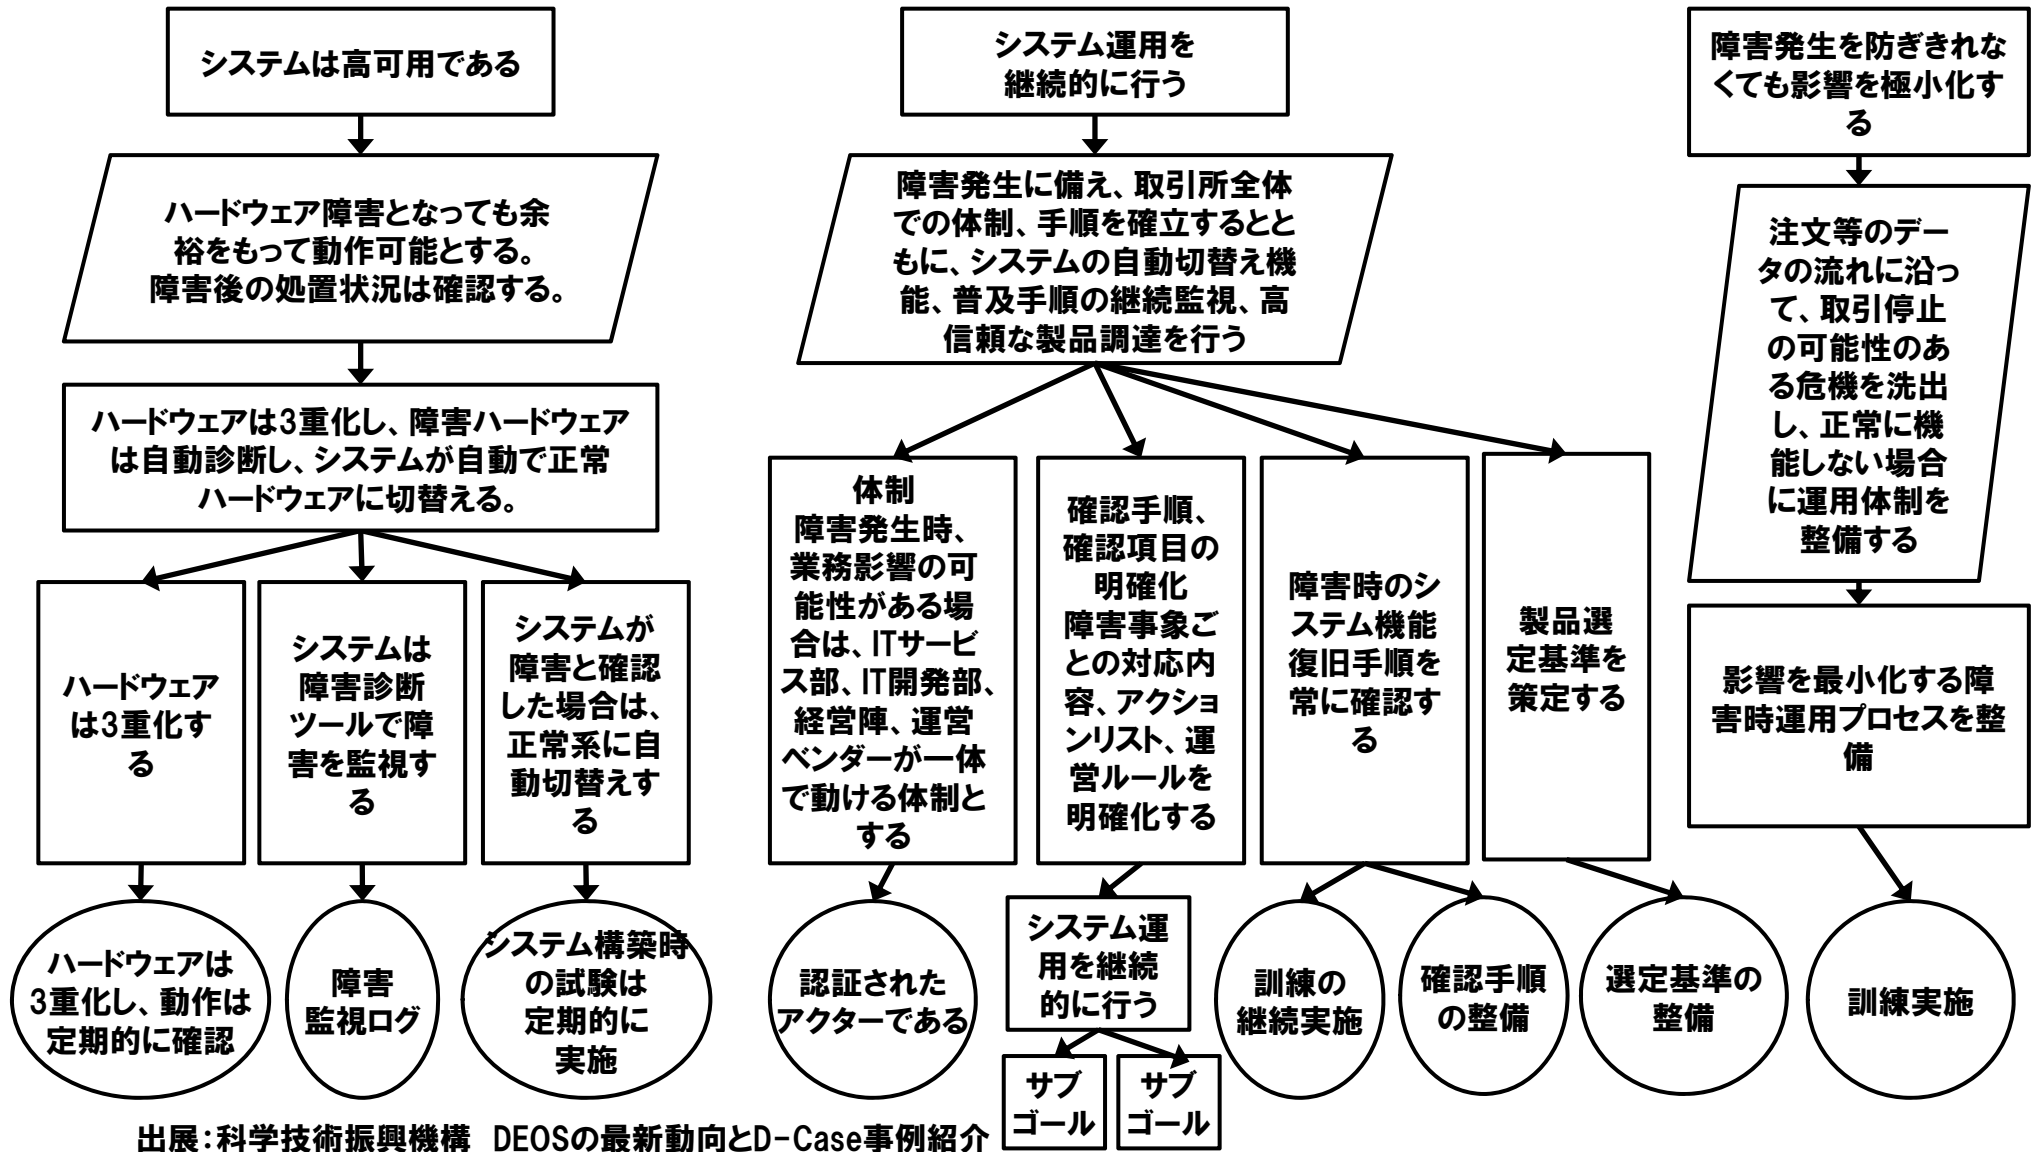 システムは高可用である
システム運用を
継続的に行う
障害発生を防ぎきれな
くても影響を極小化す
る
ハードウェア障害となっても余
裕をもって動作可能とする。
障害後の処置状況は確認する。
障害発生に備え、取引所全体
での体制、手順を確立するとと
もに、システムの自動切替え機
能、普及手順の継続監視、高
信頼な製品調達を行う
注文等のデー
タの流れに沿っ
て、取引停止
の可能性のあ
る危機を洗出
し、正常に機
能しない場合
に運用体制を
整備する
ハードウェアは3重化し、障害ハードウェア
は自動診断し、システムが自動で正常
ハードウェアに切替える。
ハードウェア
は3重化す
る
システムは
障害診断
ツールで障
害を監視す
る
システムが
障害と確認
した場合は、
正常系に自
動切替えす
る
体制
障害発生時、
業務影響の可
能性がある場
合は、ITサービ
ス部、IT開発部、
経営陣、運営
ベンダーが一体
で動ける体制と
する
確認手順、
確認項目の
明確化
障害事象ご
との対応内
容、アクショ
ンリスト、運
営ルールを
明確化する
障害時のシ
ステム機能
復旧手順を
常に確認す
る
製品選
定基準を
策定する
影響を最小化する障
害時運用プロセスを整
備
ハードウェアは
3重化し、動作は
定期的に確認
障害
監視ログ
システム構築時
の試験は
定期的に
実施
認証された
アクターである
システム運
用を継続
的に行う
サブ
ゴール
サブ
ゴール
訓練の
継続実施
確認手順
の整備
選定基準の
整備
訓練実施
出展：科学技術振興機構　DEOSの最新動向とD-Case事例紹介